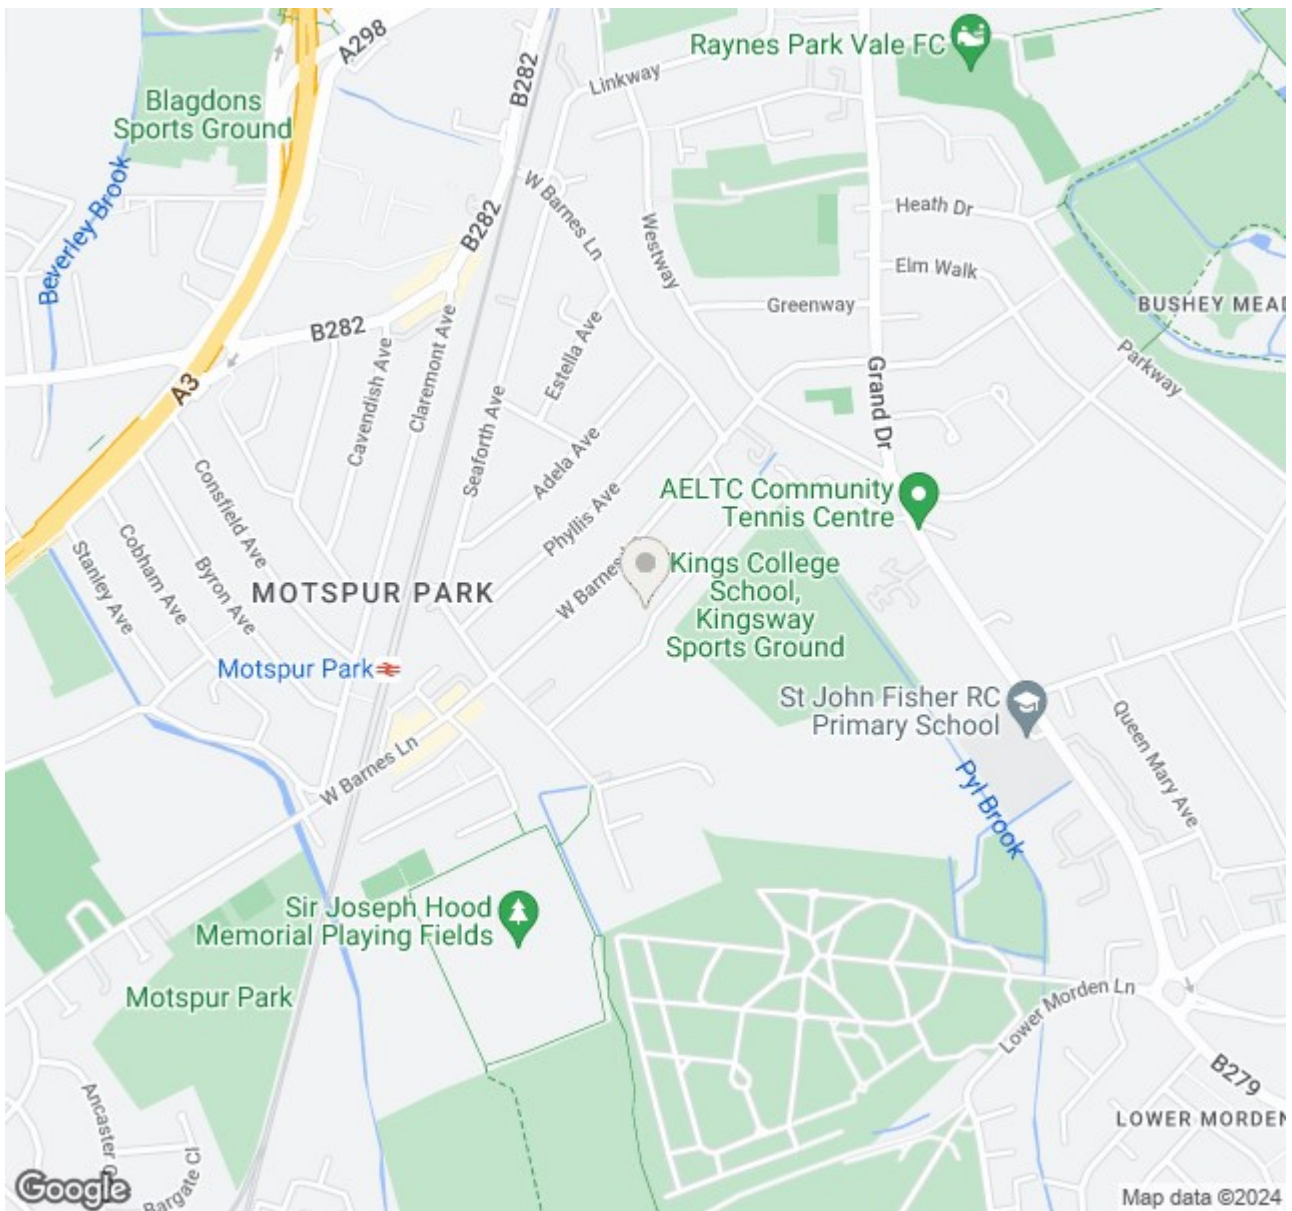 A298
B282
Linkway
Raynes Park Vale FC
Blagdons
Sports Ground
Beverley Brook
W Barnes Ln
Westway
Heath Dr
B282
Elm Walk
Greenway
BUSHEY MEAD
Parkway
B282
A3
Cavendish Ave
Claremont Ave
Seaforth Ave
Estella Ave
Adela Ave
Phyllis Ave
Grand Dr
AELTC Community
Tennis Centre
Consfield Ave
Cobham Ave
Byron Ave
Stanley Ave
MOTSPUR PARK
W Barnes
Kings College
School,
Kingsway
Sports Ground
Motspur Park
St John Fisher RC
Primary School
Queen Mary Ave
W Barnes Ln
Pyl Brook
Sir Joseph Hood
Memorial Playing Fields
Motspur Park
Lower Morden Ln
B279
LOWER MORDEN
Ancaster
Bargate Cl
Google
Map data ©2024